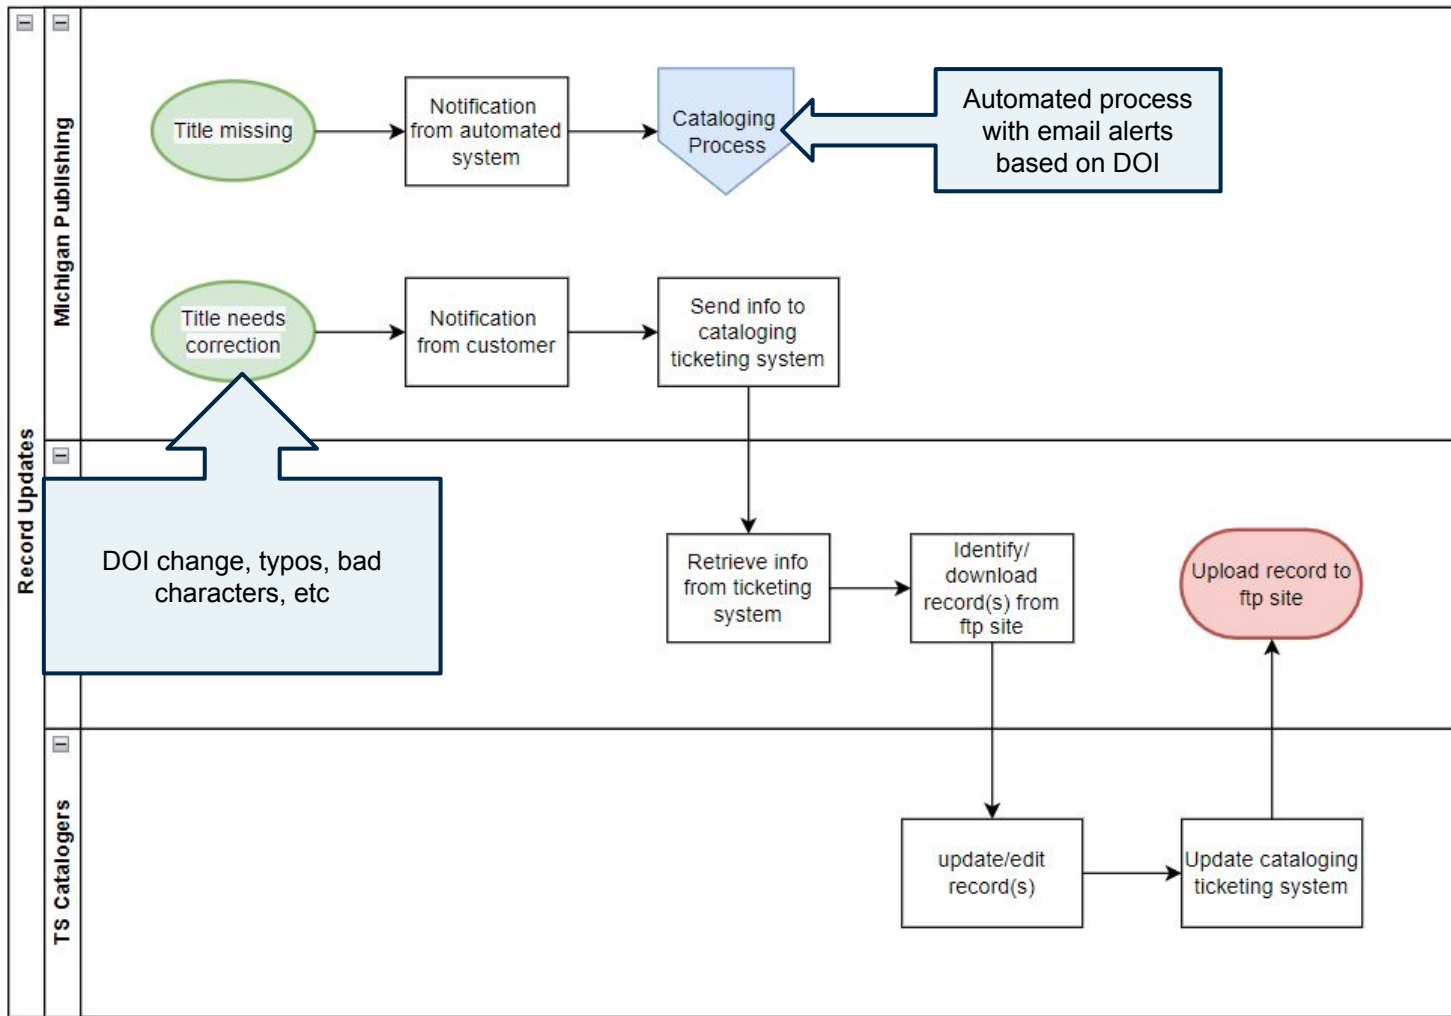 Record Updates
Michigan Publishing
Title missing
Notification
from automated
system
Cataloging
Process
Automated process
with email alerts
based on DOI
Title needs
correction
Notification
from customer
Send info to
cataloging
ticketing system
DOI change, typos, bad
characters, etc
Retrieve info
from ticketing
system
Identify/
download
record(s) from
ftp site
Upload record to
ftp site
TS Catalogers
update/edit
record(s)
Update cataloging
ticketing system